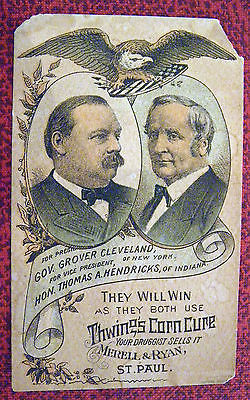 FOR PRESIDENT
GOV. GROVER CLEVELAND,
OF NEW YORK.
FOR VICE PRESIDENT,
HON. THOMAS A. HENDRICKS, OF INDIANA.
THEY WILL WIN
AS THEY BOTH USE
Thwing's Corn Cure
YOUR DRUGGIST SELLS IT
MERELL & RYAN,
ST. PAUL.